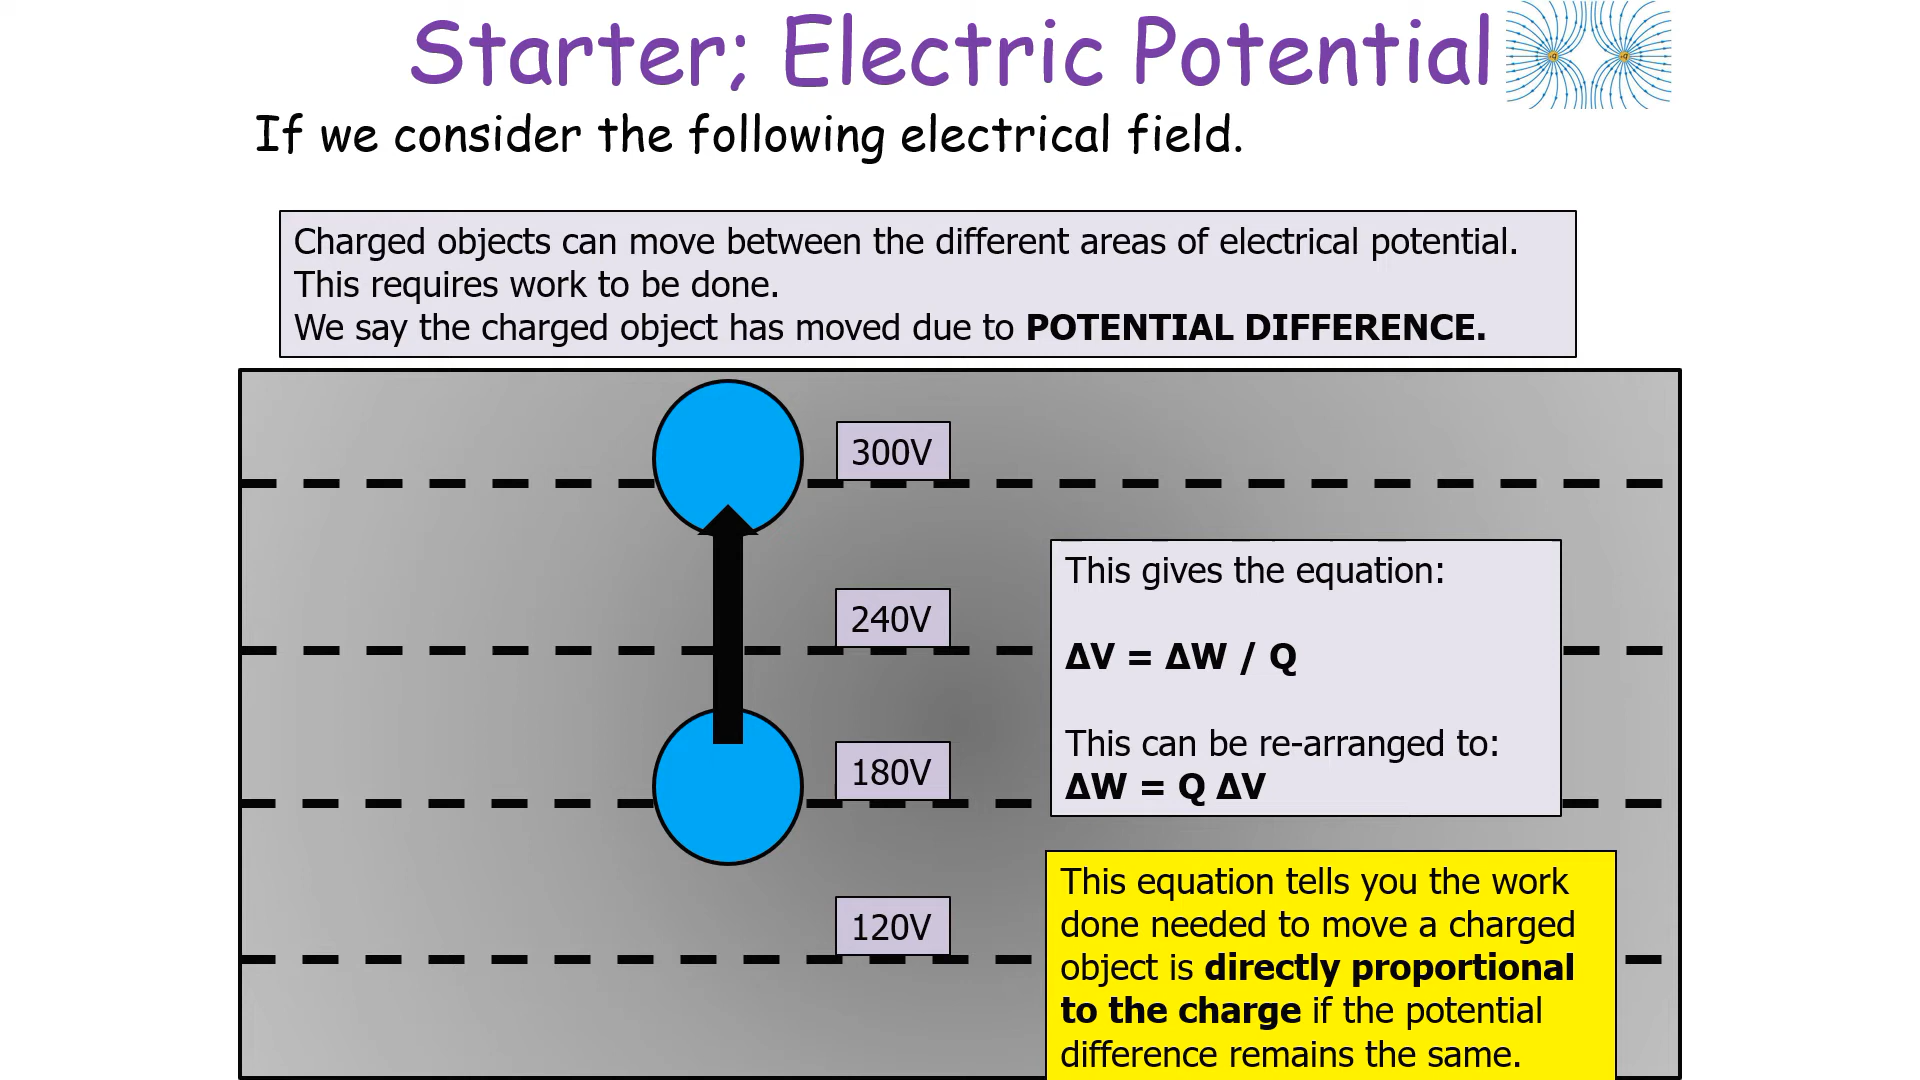 Starter; Electric Potential
If we consider the following electrical field.
Charged objects can move between the different areas of electrical potential.
This requires work to be done.
We say the charged object has moved due to POTENTIAL DIFFERENCE.
300V
240V
180V
120V
This gives the equation:
ΔV = ΔW / Q
This can be re-arranged to:
ΔW = Q ΔV
This equation tells you the work
done needed to move a charged
object is directly proportional
to the charge if the potential
difference remains the same.